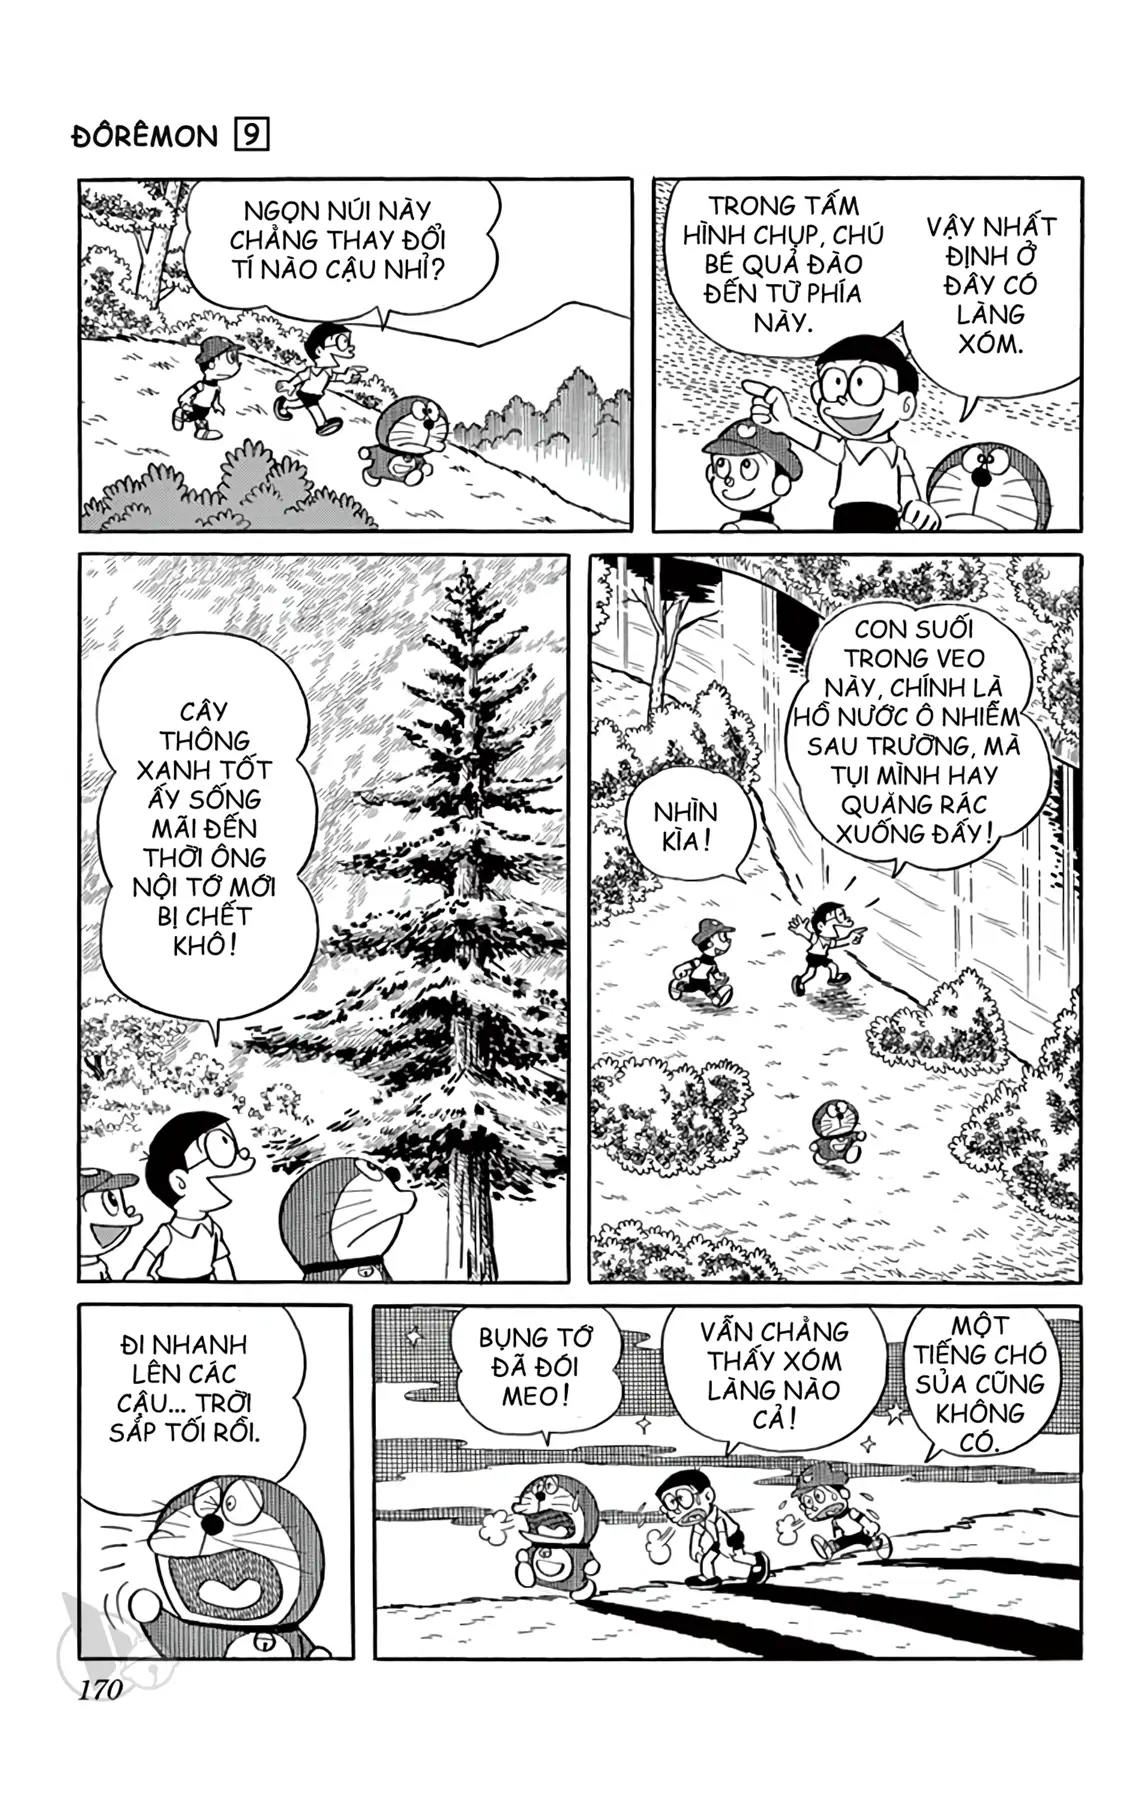 ĐÔRÊMON 9
NGỌN NÚI NÀY
CHẲNG THAY ĐỔI
TÍ NÀO CẬU NHỈ?
TRONG TẤM
HÌNH CHỤP, CHÚ
BÉ QUẢ ĐÀO
ĐẾN TỪ PHÍA
NÀY.
VẬY NHẤT
ĐỊNH Ở
ĐÂY CÓ
LÀNG
XÓM.
CÂY
THÔNG
XANH TỐT
ẤY SỐNG
MÃI ĐẾN
THỜI ÔNG
NỘI TỚ MỚI
BỊ CHẾT
KHÔ!
NHÌN
KÌA!
CON SUỐI
TRONG VEO
NÀY, CHÍNH LÀ
HỒ NƯỚC Ô NHIỄM
SAU TRƯỜNG, MÀ
TỤI MÌNH HAY
QUĂNG RÁC
XUỐNG ĐẤY!
ĐI NHANH
LÊN CÁC
CẬU... TRỜI
SẮP TỐI RỒI.
BỤNG TỚ
ĐÃ ĐÓI
MEO!
VẪN CHẲNG
THẤY XÓM
LÀNG NÀO
CẢ!
MỘT
TIẾNG CHÓ
SỦA CŨNG
KHÔNG
CÓ.
170